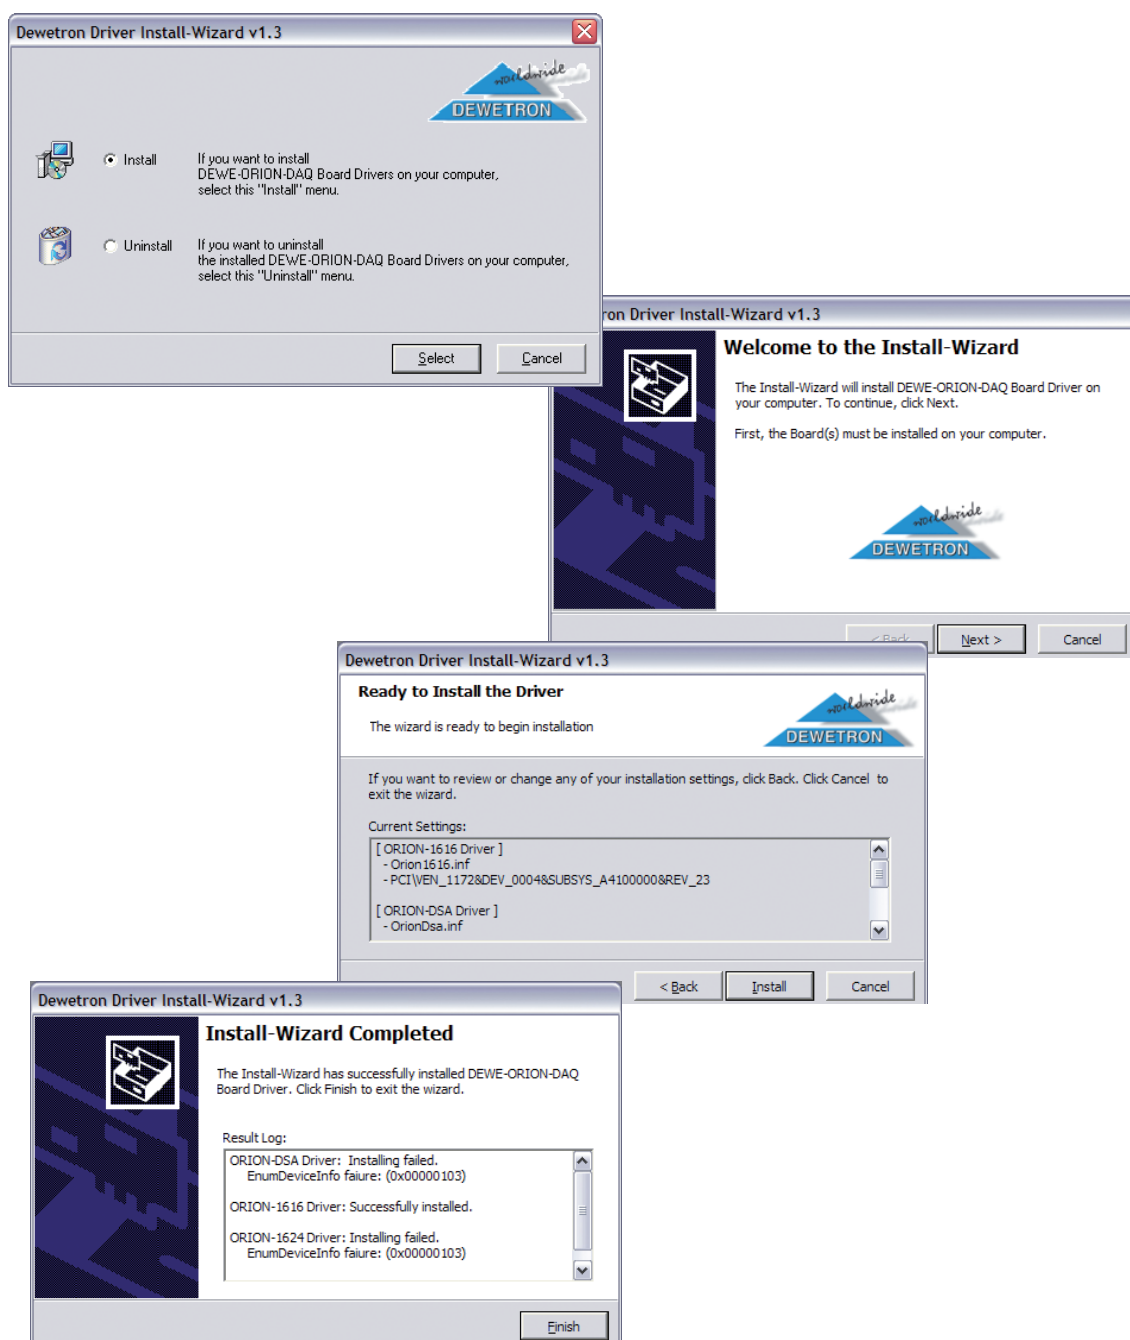 Dewetron Driver Install-Wizard v1.3
worldwide
DEWETRON
Install
If you want to install
DEWE-ORION-DAQ Board Drivers on your computer,
select this "Install" menu.
Uninstall
If you want to uninstall
the installed DEWE-ORION-DAQ Board Drivers on your computer,
select this "Uninstall" menu.
Select
Cancel
ron Driver Install-Wizard v1.3
Welcome to the Install-Wizard
The Install-Wizard will install DEWE-ORION-DAQ Board Driver on
your computer. To continue, click Next.
First, the Board(s) must be installed on your computer.
worldwide
DEWETRON
< Back
Next >
Cancel
Dewetron Driver Install-Wizard v1.3
Ready to Install the Driver
The wizard is ready to begin installation
worldwide
DEWETRON
If you want to review or change any of your installation settings, click Back. Click Cancel to
exit the wizard.
Current Settings:
[ ORION-1616 Driver ]
- Orion1616.inf
- PCI\VEN_1172&DEV_0004&SUBSYS_A4100000&REV_23
[ ORION-DSA Driver ]
- OrionDsa.inf
< Back
Install
Cancel
Dewetron Driver Install-Wizard v1.3
Install-Wizard Completed
The Install-Wizard has successfully installed DEWE-ORION-DAQ
Board Driver. Click Finish to exit the wizard.
Result Log:
ORION-DSA Driver: Installing failed.
EnumDeviceInfo faiure: (0x00000103)
ORION-1616 Driver: Successfully installed.
ORION-1624 Driver: Installing failed.
EnumDeviceInfo faiure: (0x00000103)
Finish